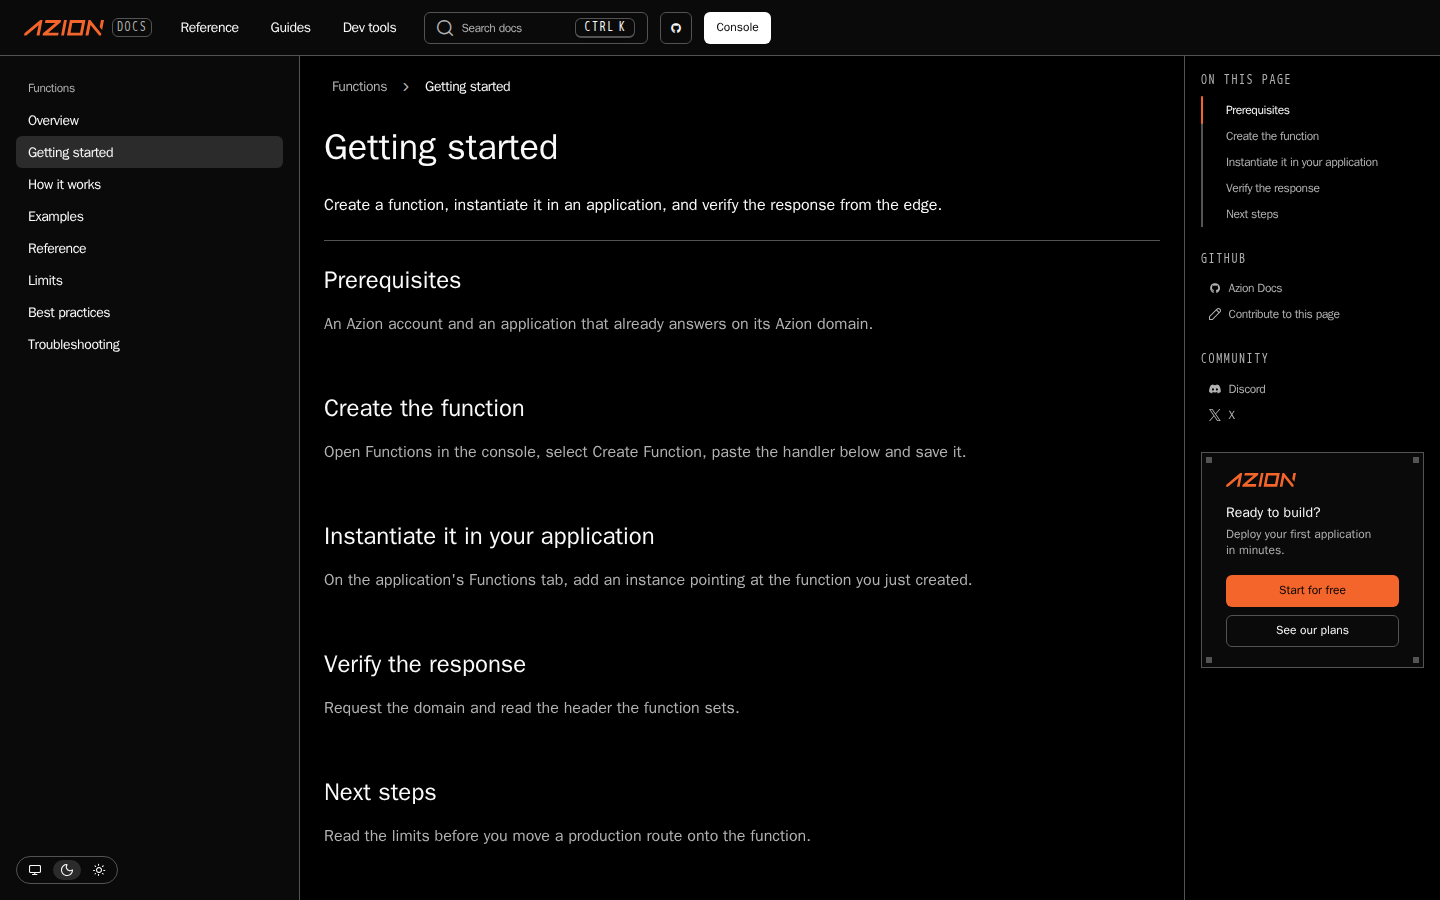 AZION DOCS Reference Guides Dev tools Search docs CTRL K Console
Functions
Overview
Getting started
How it works
Examples
Reference
Limits
Best practices
Troubleshooting
Functions > Getting started
Getting started
Create a function, instantiate it in an application, and verify the response from the edge.
Prerequisites
An Azion account and an application that already answers on its Azion domain.
Create the function
Open Functions in the console, select Create Function, paste the handler below and save it.
Instantiate it in your application
On the application's Functions tab, add an instance pointing at the function you just created.
Verify the response
Request the domain and read the header the function sets.
Next steps
Read the limits before you move a production route onto the function.
ON THIS PAGE
Prerequisites
Create the function
Instantiate it in your application
Verify the response
Next steps
GITHUB
Azion Docs
Contribute to this page
COMMUNITY
Discord
X
AZION
Ready to build?
Deploy your first application
in minutes.
Start for free
See our plans